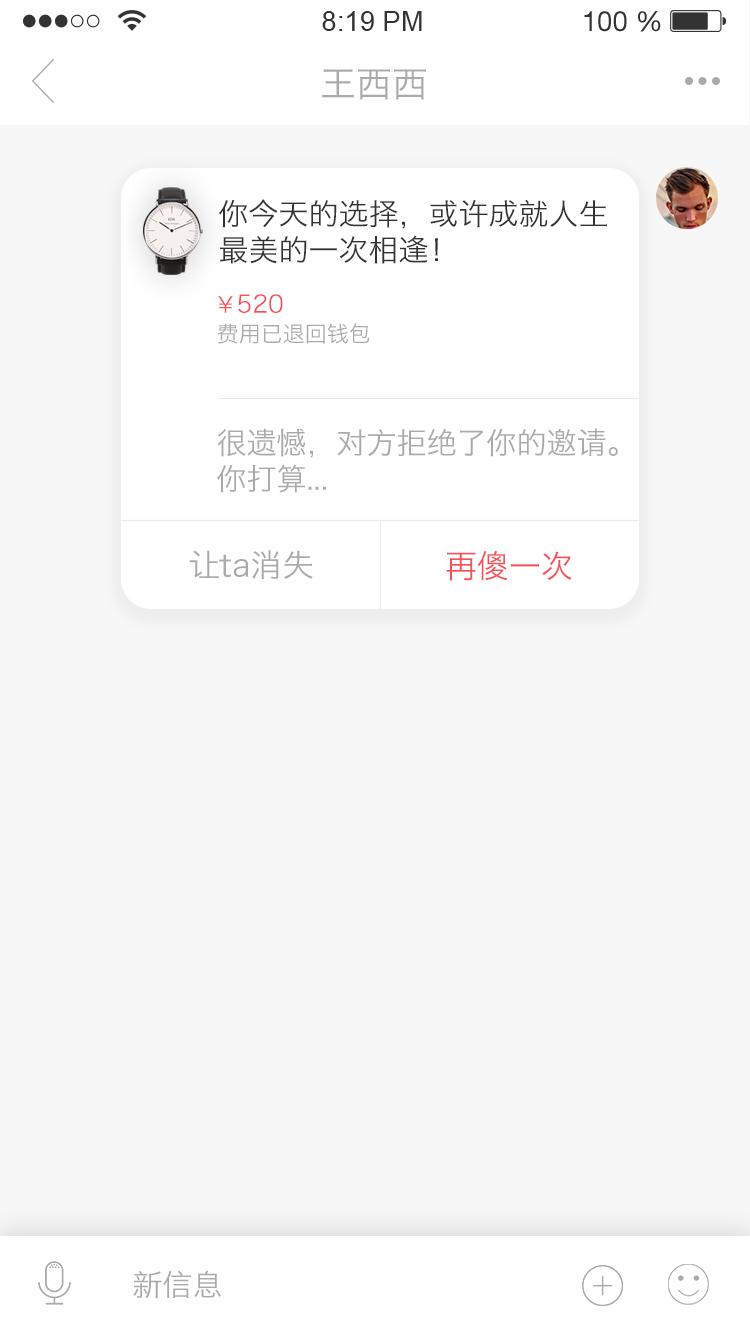 8:19 PM
100 %
王西西
你今天的选择，或许成就人生
最美的一次相逢！
¥520
费用已退回钱包
很遗憾，对方拒绝了你的邀请。
你打算...
让ta消失
再傻一次
新信息